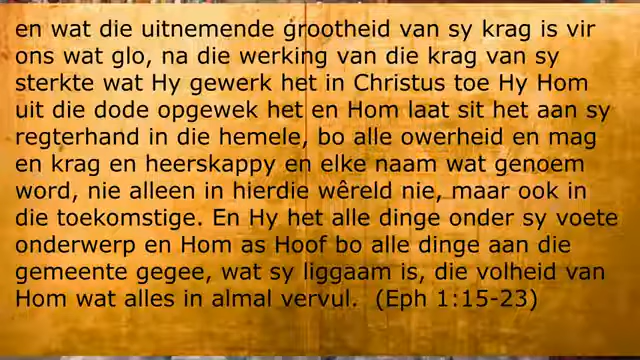 en wat die uitnemende grootheid van sy krag is vir
ons wat glo, na die werking van die krag van sy
sterkte wat Hy gewerk het in Christus toe Hy Hom
uit die dode opgewek het en Hom laat sit het aan sy
regterhand in die hemele, bo alle owerheid en mag
en krag en heerskappy en elke naam wat genoem
word, nie alleen in hierdie wêreld nie, maar ook in
die toekomstige. En Hy het alle dinge onder sy voete
onderwerp en Hom as Hoof bo alle dinge aan die
gemeente gegee, wat sy liggaam is, die volheid van
Hom wat alles in almal vervul.  (Eph 1:15-23)